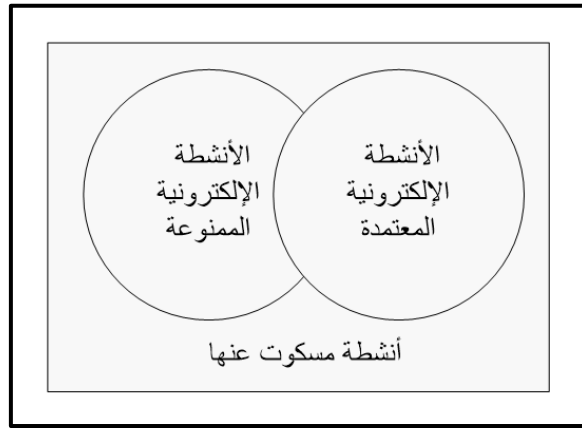 الأنشطة
الإلكترونية
المعتمدة
الأنشطة
الإلكترونية
الممنوعة
أنشطة مسكوت عنها